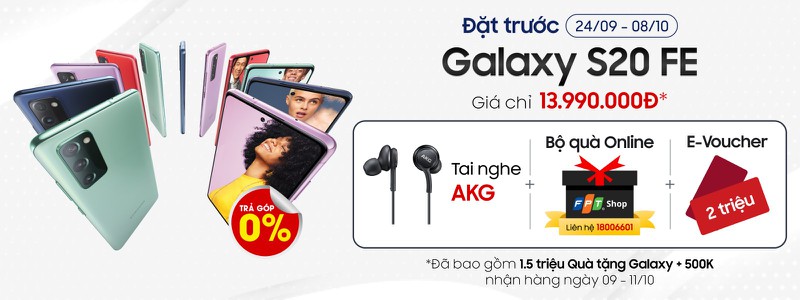 Đặt trước 24/09 - 08/10
Galaxy S20 FE
Giá chỉ 13.990.000Đ*
Tai nghe
AKG
AKG
+
Bộ quà Online
FPT Shop
Liên hệ 18006601
+
E-Voucher
2 triệu
TRẢ GÓP
0%
*Đã bao gồm 1.5 triệu Quà tặng Galaxy + 500K
nhận hàng ngày 09 - 11/10